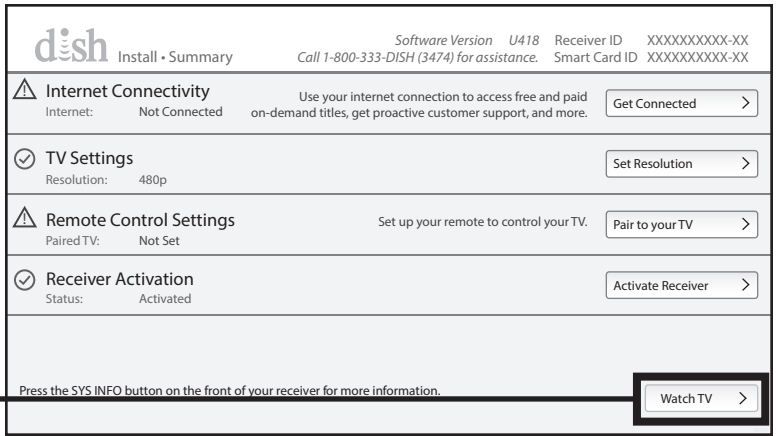 dish Install • Summary
Software Version U418 Receiver ID XXXXXXXXXX-XX
Call 1-800-333-DISH (3474) for assistance. Smart Card ID XXXXXXXXXX-XX
Internet Connectivity
Internet: Not Connected
Use your internet connection to access free and paid
on-demand titles, get proactive customer support, and more.
Get Connected
TV Settings
Resolution: 480p
Set Resolution
Remote Control Settings
Paired TV: Not Set
Set up your remote to control your TV.
Pair to your TV
Receiver Activation
Status: Activated
Activate Receiver
Press the SYS INFO button on the front of your receiver for more information.
Watch TV